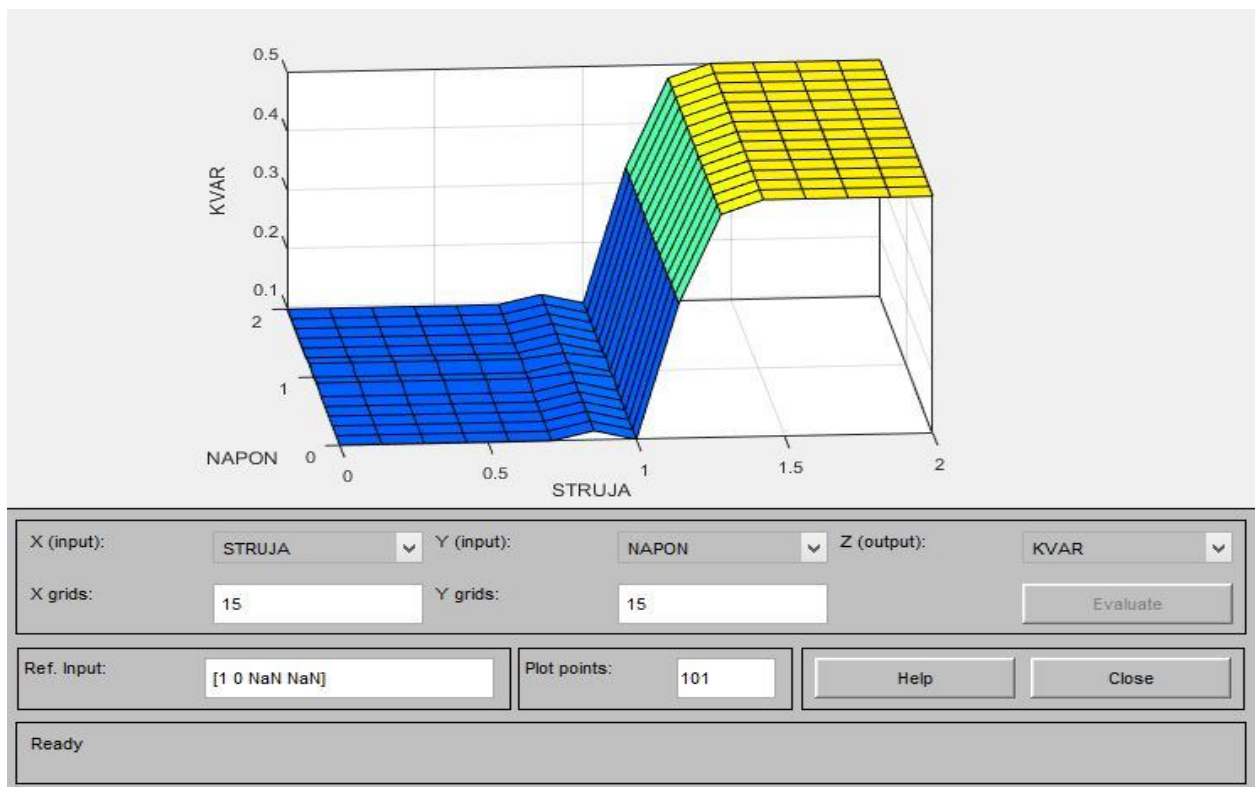 0.5
0.4
0.3
0.2
0.1
KVAR
2
1
0
NAPON
0
0.5
1
1.5
2
STRUJA
X (input): STRUJA Y (input): NAPON Z (output): KVAR
X grids: 15 Y grids: 15 Evaluate
Ref. Input: [1 0 NaN NaN] Plot points: 101 Help Close
Ready